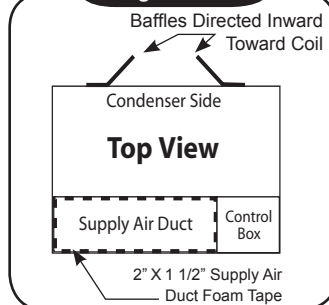 Baffles Directed Inward
Toward Coil
Condenser Side
Top View
Supply Air Duct
Control
Box
2” X 1 1/2” Supply Air
Duct Foam Tape